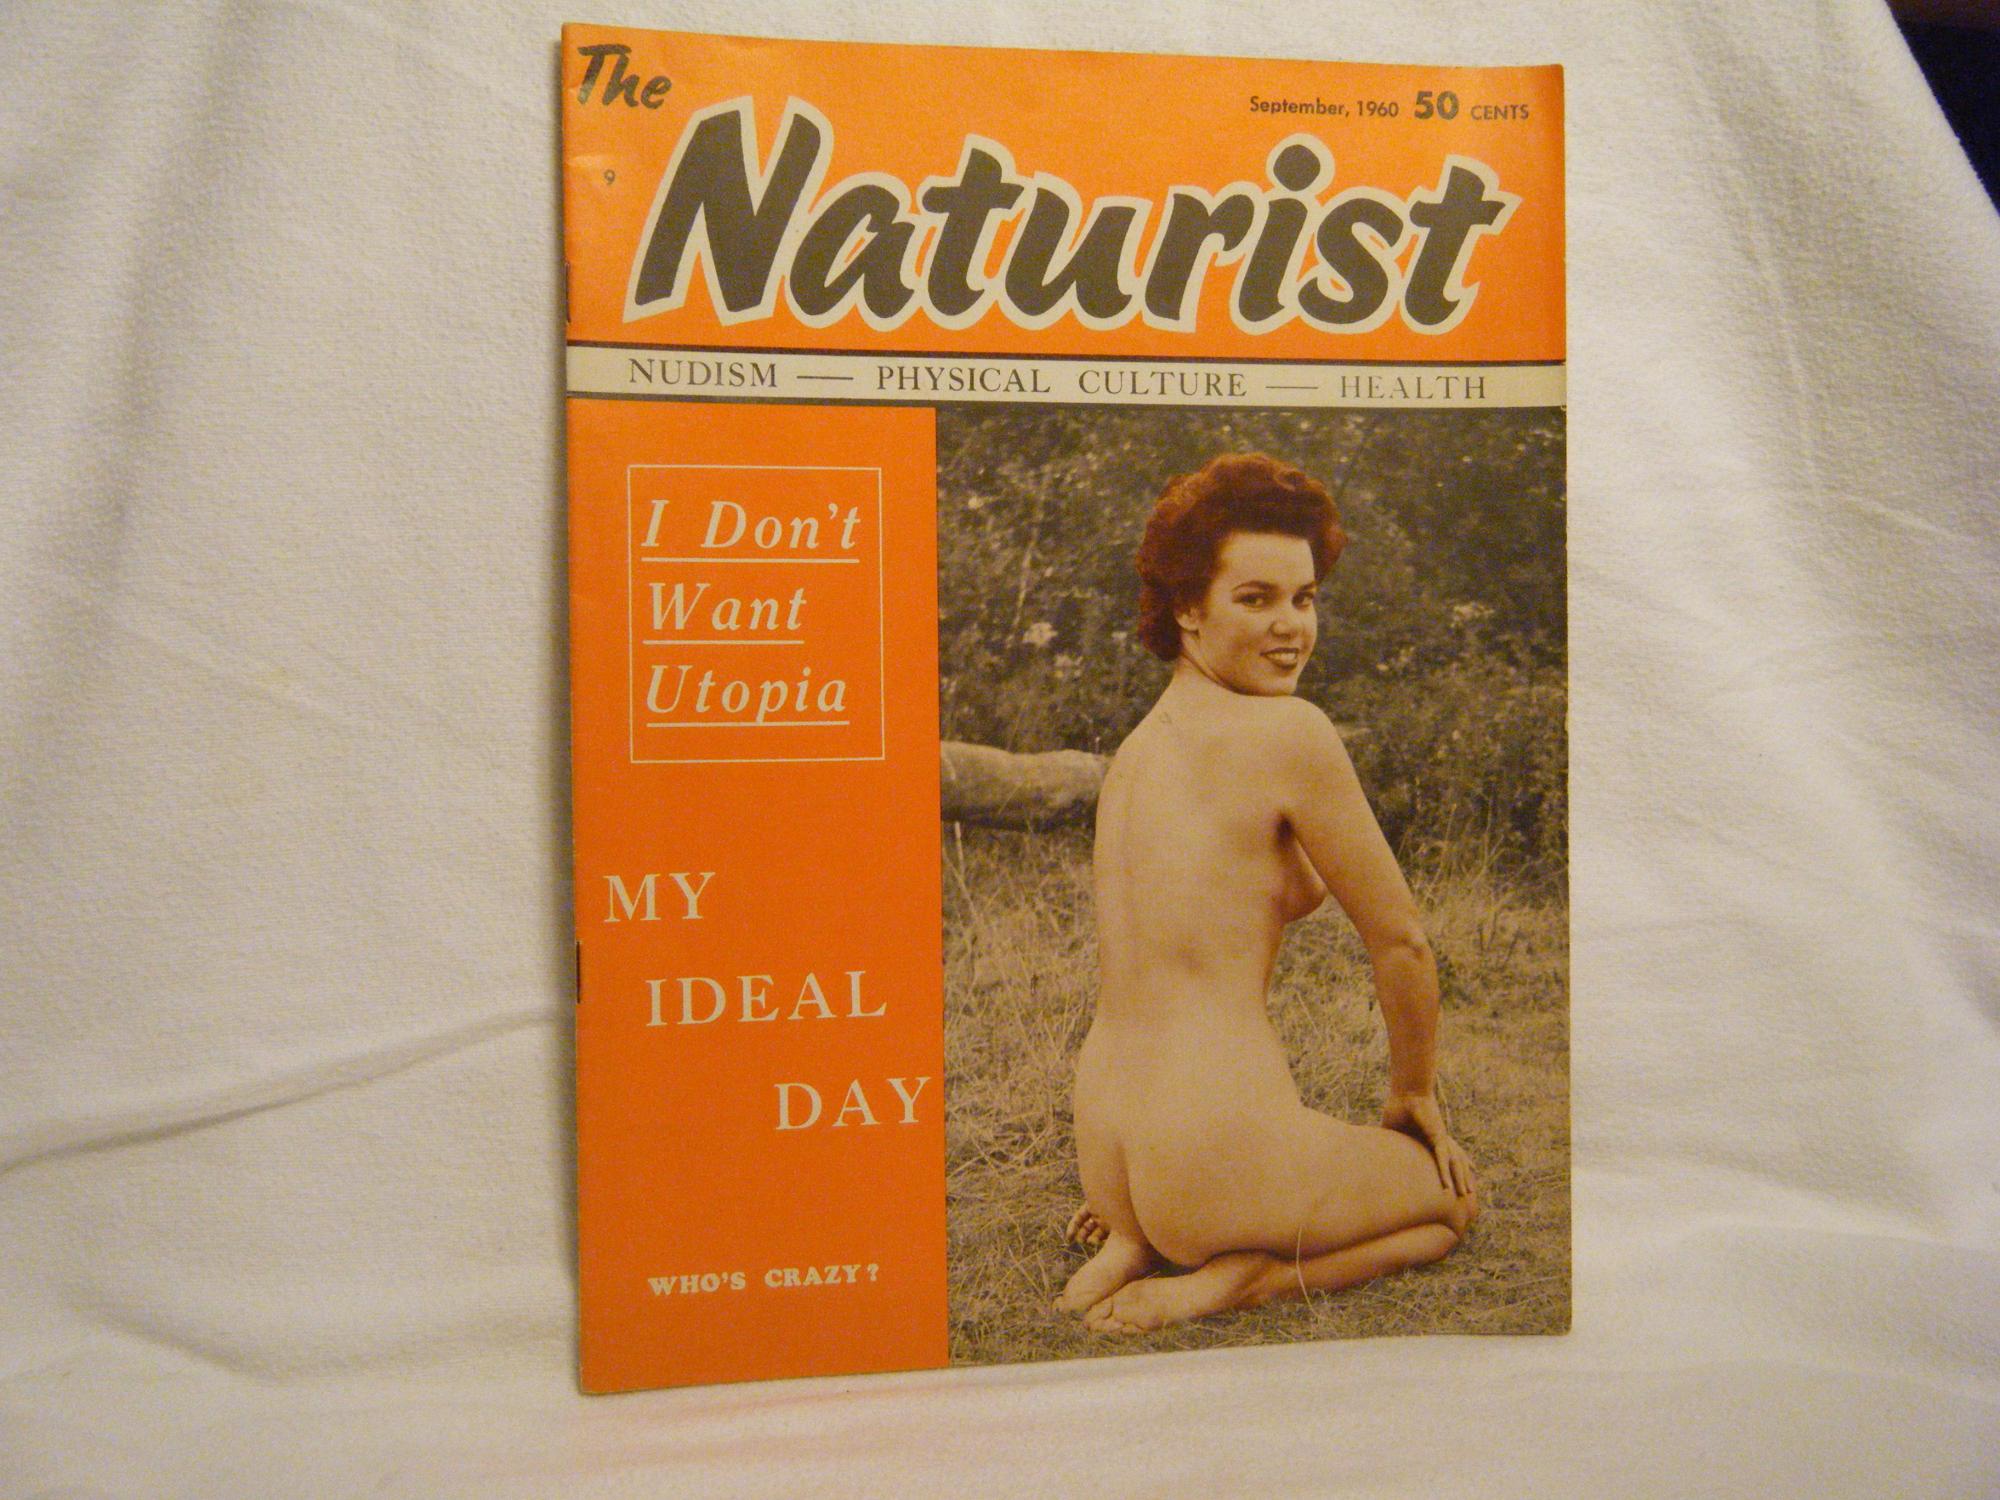 The
September, 1960 50 CENTS
9
Naturist
NUDISM — PHYSICAL CULTURE — HEALTH
I Don't
Want
Utopia
MY
IDEAL
DAY
WHO'S CRAZY?